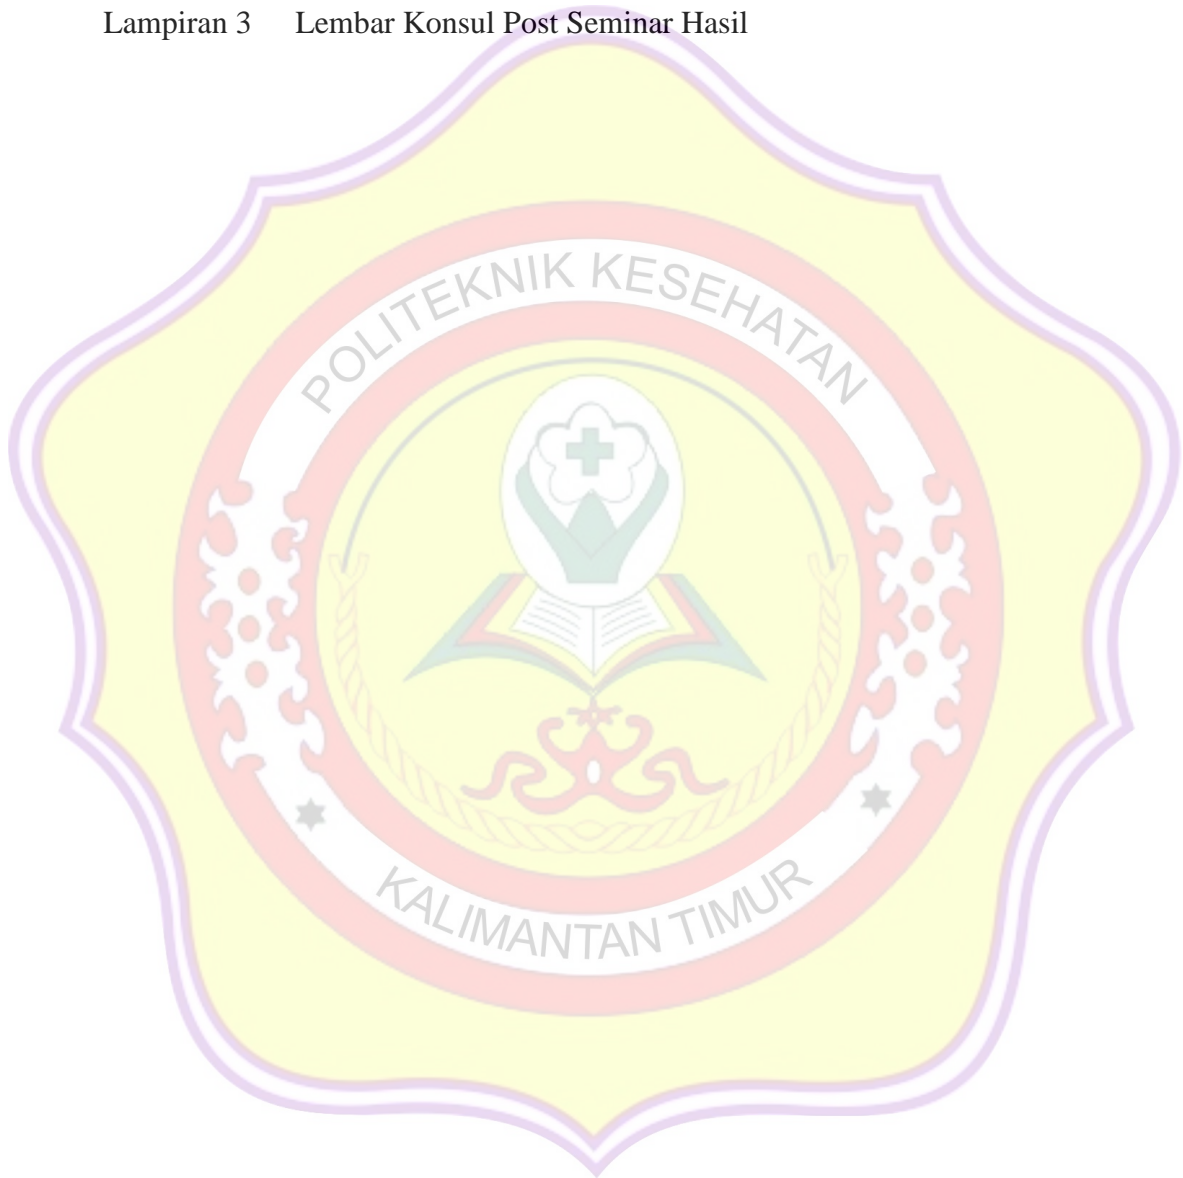 Lampiran 3 Lembar Konsul Post Seminar Hasil
POLITEKNIK KESEHATAN
KALIMANTAN TIMUR